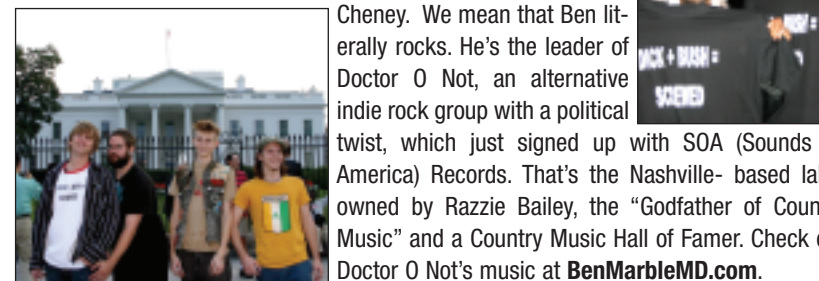 Cheney. We mean that Ben lit-
erally rocks. He's the leader of
Doctor O Not, an alternative
indie rock group with a political
twist, which just signed up with SOA (Sounds
America) Records. That's the Nashville- based
owned by Razzie Bailey, the “Godfather of
Music” and a Country Music Hall of Famer. Check
Doctor O Not's music at BenMarbleMD.com.
DICK + BUSH =
SCREWED